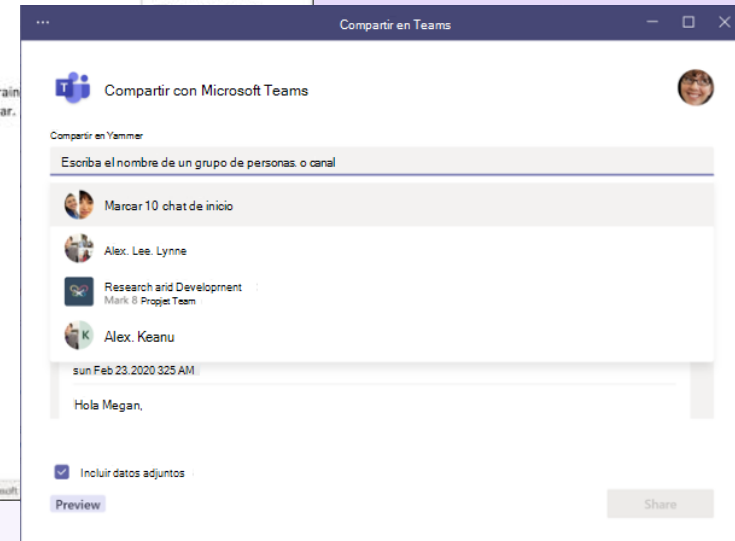 Compartir en Teams
rain
ar.
Compartir con Microsoft Teams
Compartir en Yammer
Escriba el nombre de un grupo de personas. o canal
Marcar 10 chat de inicio
Alex. Lee. Lynne
Research arid Developrnent
Mark 8 Propjet Team
K
Alex. Keanu
sun Feb 23.2020 325 AM
Hola Megan,
Incluir datos adjuntos
Preview
Share